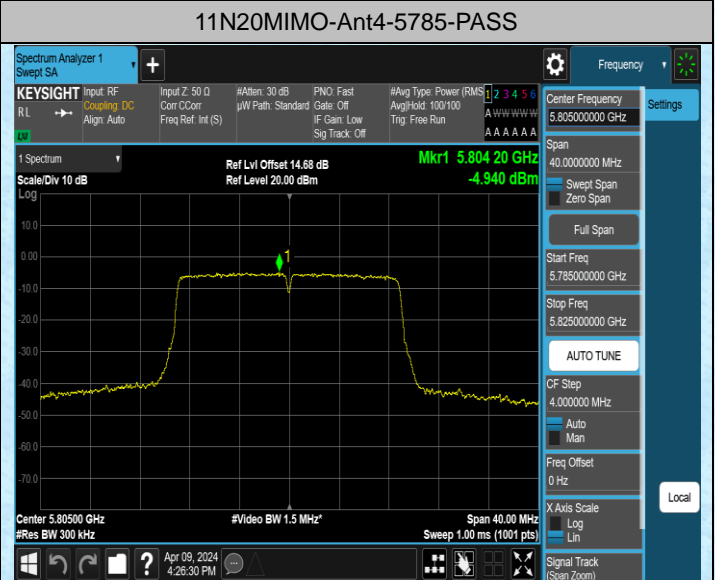 11N20MIMO-Ant4-5785-PASS
Spectrum Analyzer 1
Swept SA
Frequency
KEYSIGHT
RL
Input: RF
Coupling: DC
Align: Auto
Input Z: 50 Ω
Corr CCorr
Freq Ref: Int (S)
#Atten: 30 dB
µW Path: Standard
PNO: Fast
Gate: Off
IF Gain: Low
Sig Track: Off
#Avg Type: Power (RMS
Avg|Hold: 100/100
Trig: Free Run
1 2 3 4 5 6
A W W W W W
A A A A A A
1 Spectrum
Scale/Div 10 dB
Log
Ref Lvl Offset 14.68 dB
Ref Level 20.00 dBm
Mkr1 5.804 20 GHz
-4.940 dBm
10.0
0.00
-10.0
-20.0
-30.0
-40.0
-50.0
-60.0
-70.0
1
Center 5.80500 GHz
#Res BW 300 kHz
#Video BW 1.5 MHz*
Span 40.00 MHz
Sweep 1.00 ms (1001 pts)
Apr 09, 2024
4:26:30 PM
Center Frequency
5.805000000 GHz
Settings
Span
40.0000000 MHz
Swept Span
Zero Span
Full Span
Start Freq
5.785000000 GHz
Stop Freq
5.825000000 GHz
AUTO TUNE
CF Step
4.000000 MHz
Auto
Man
Freq Offset
0 Hz
X Axis Scale
Log
Lin
Local
Signal Track
(Span Zoom)